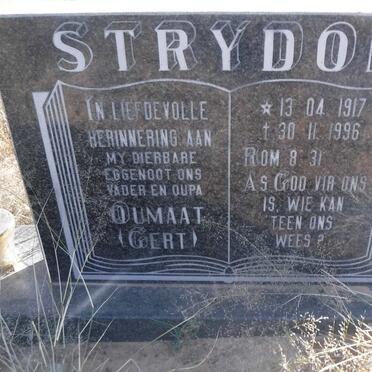 STRYDO
IN LIEFDEVOLLE
HERINNERING AAN
MY DIERBARE
EGGENOOT ONS
VADER EN OUPA
OUMAAT
(GERT)
* 13 04 1917
† 30 11 1996
ROM 8:31
AS GOD VIR ONS
IS, WIE KAN
TEEN ONS
WEES?